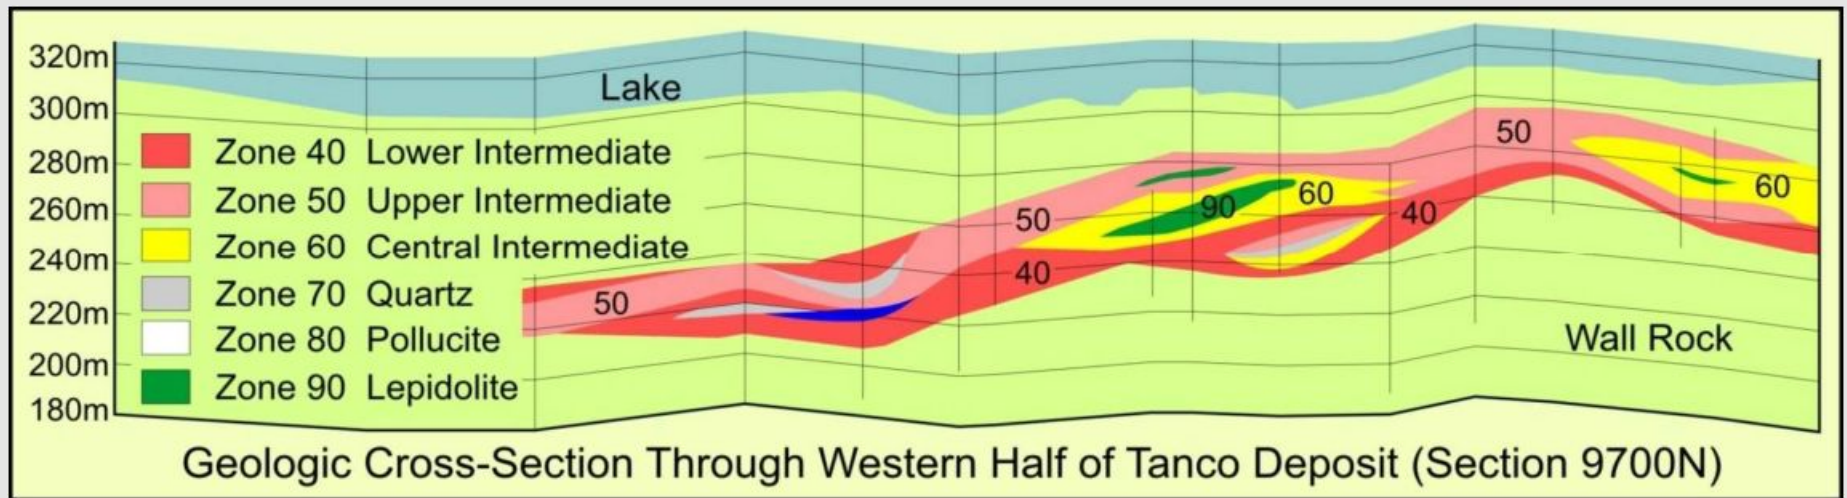 320m
Lake
300m
Zone 40 Lower Intermediate
50
280m
Zone 50 Upper Intermediate
60
60
90
260m
50
40
Zone 60 Central Intermediate
240m
40
Zone 70 Quartz
50
220m
Zone 80 Pollucite
Wall Rock
200m
Zone 90 Lepidolite
180m
Geologic Cross-Section Through Western Half of Tanco Deposit (Section 9700N)